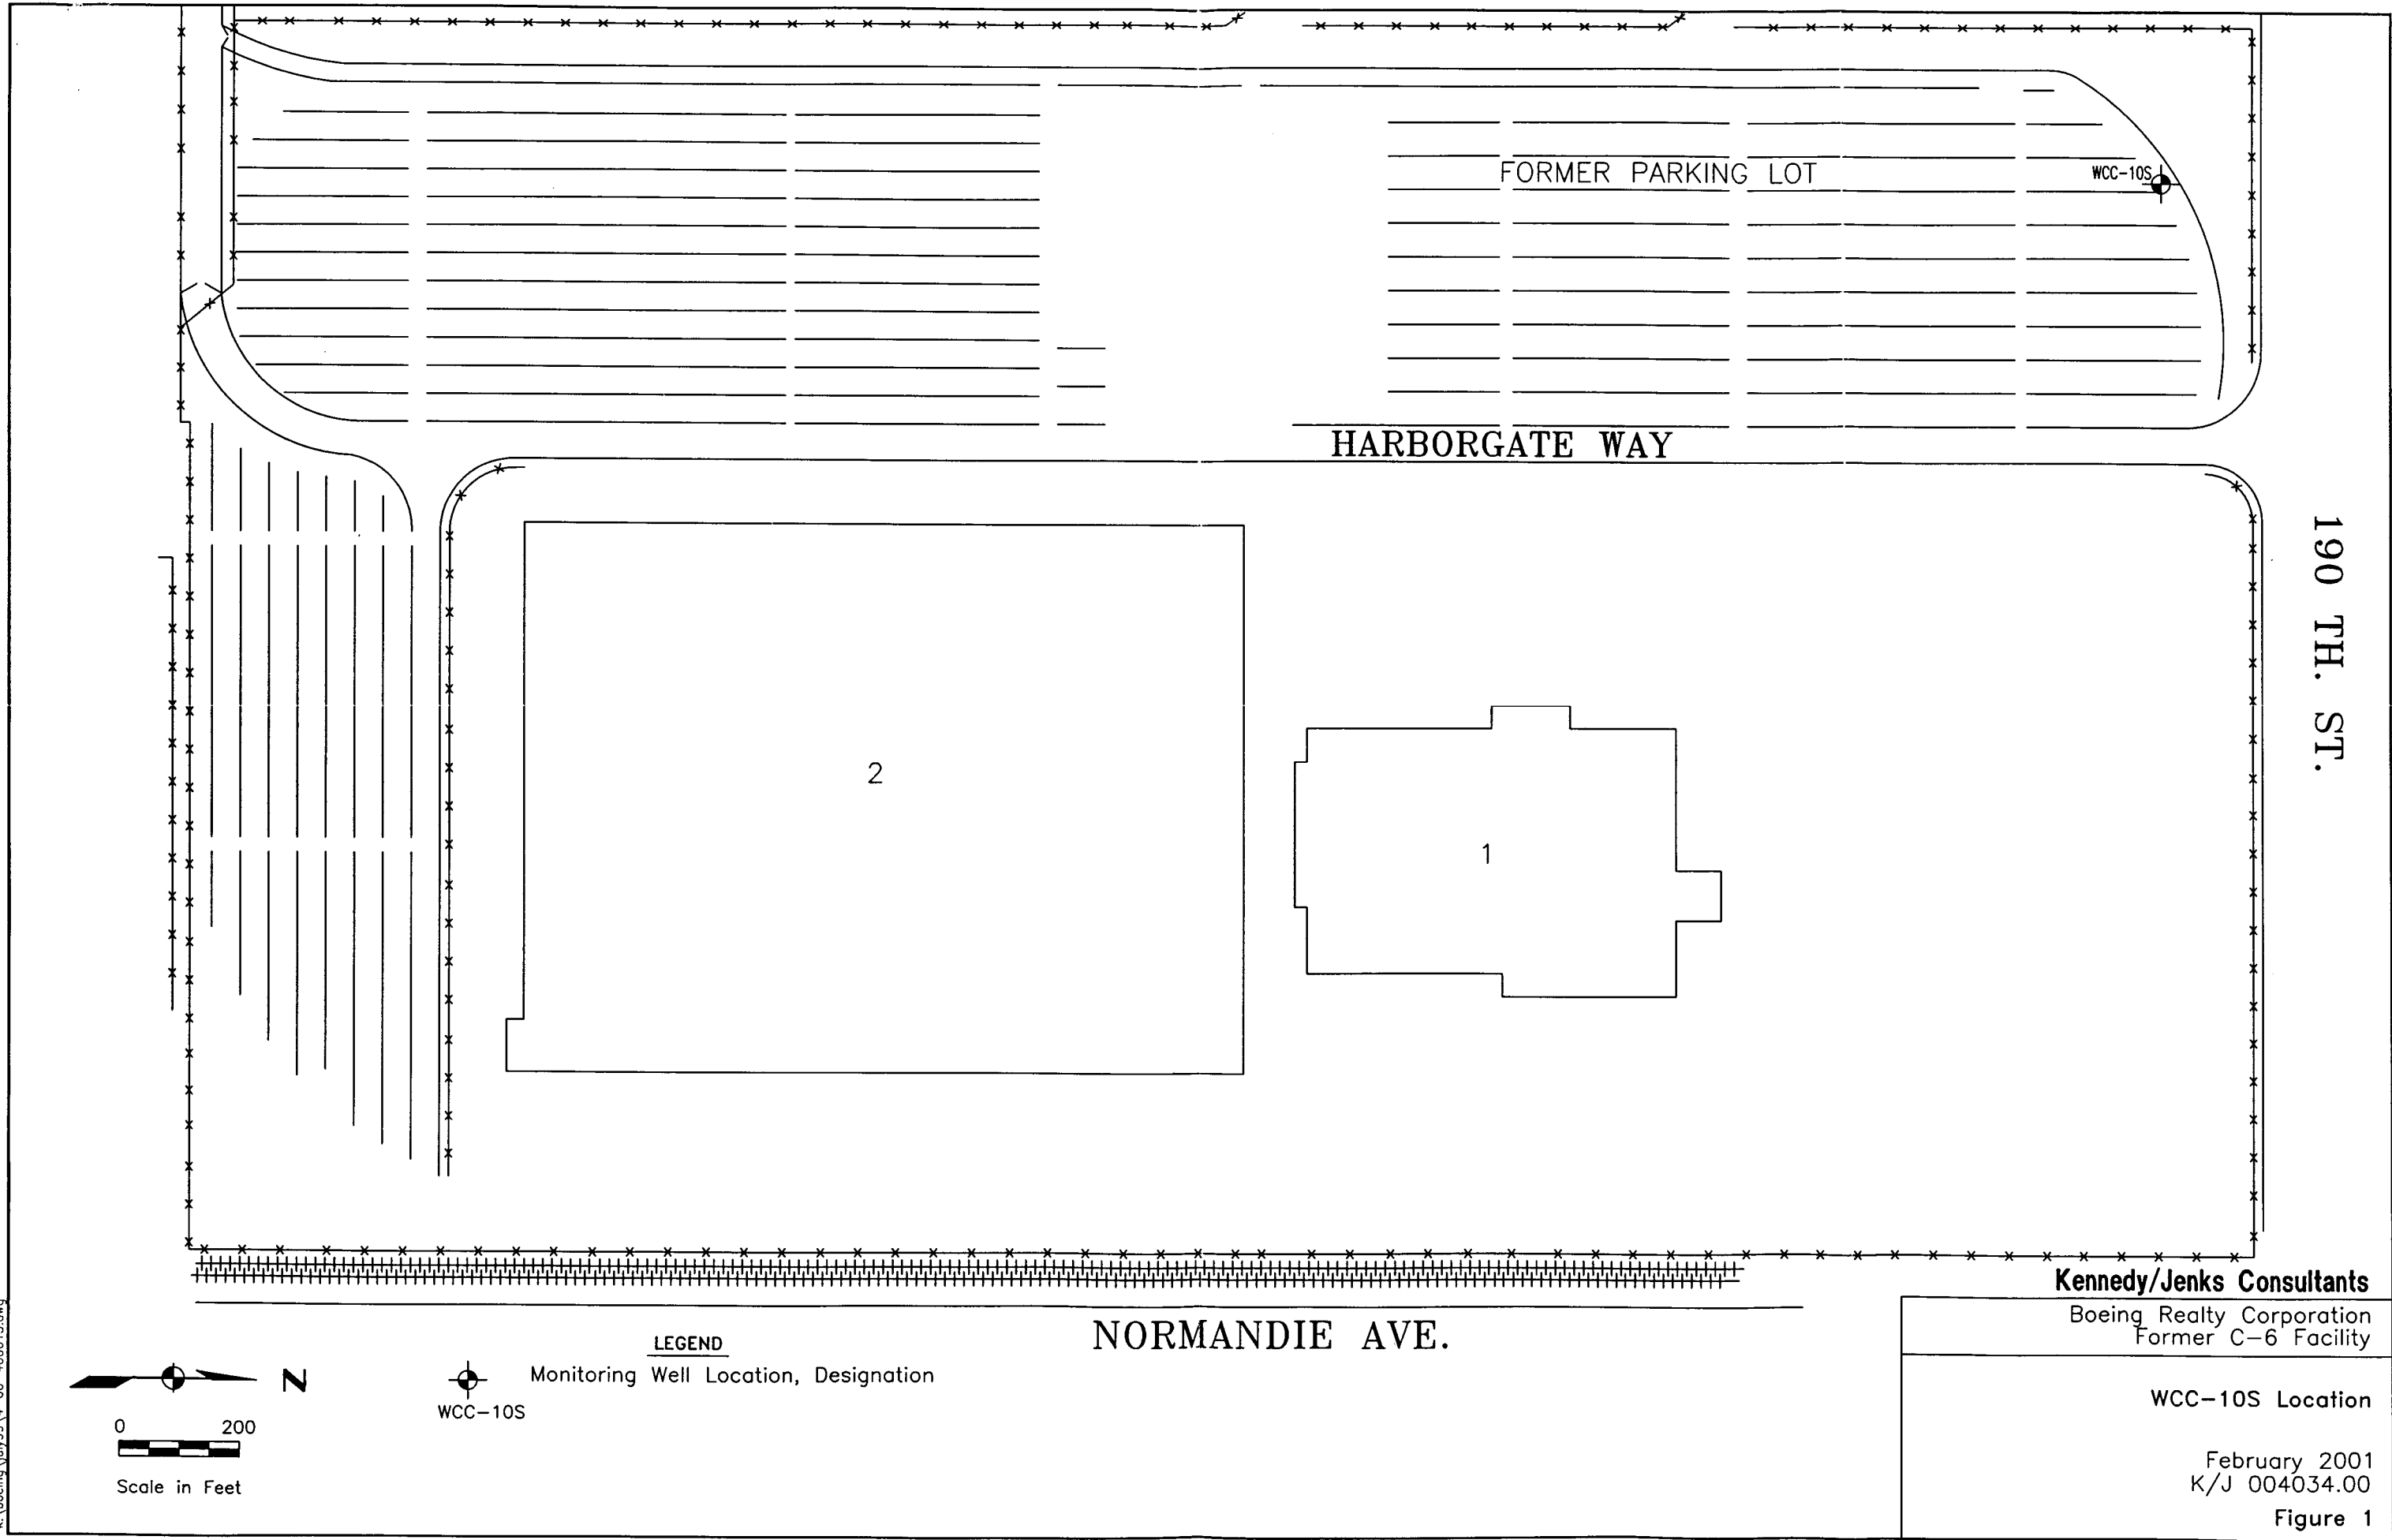 FORMER PARKING LOT
WCC-10S
HARBORGATE WAY
190 TH. ST.
2
1
NORMANDIE AVE.
N
0 200
Scale in Feet
LEGEND
Monitoring Well Location, Designation
WCC-10S
Kennedy/Jenks Consultants
Boeing Realty Corporation
Former C-6 Facility
WCC-10S Location
February 2001
K/J 004034.00
Figure 1